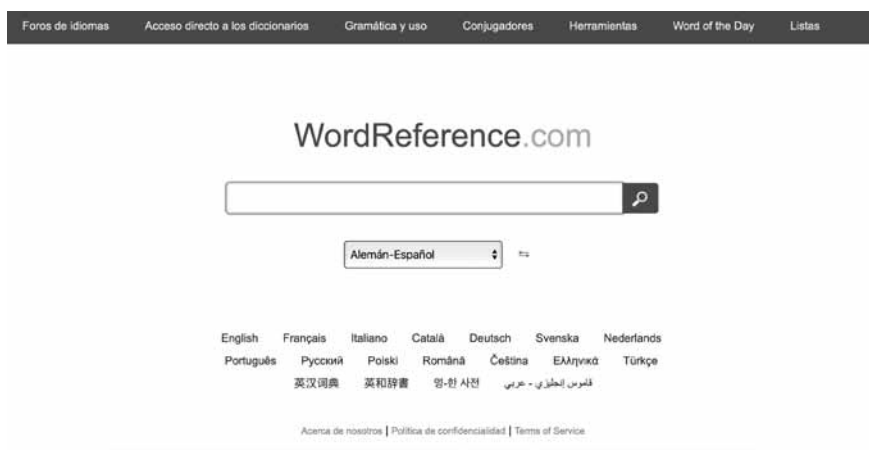 Foros de idiomas Acceso directo a los diccionarios Gramática y uso Conjugadores Herramientas Word of the Day Listas
WordReference.com
Alemán-Español
English Français Italiano Català Deutsch Svenska Nederlands
Português Русский Polski Română Čeština Ελληνικά Türkçe
英汉词典 英和辞書 영-한 사전 قاموس إنجليزي - عربي
Acerca de nosotros | Política de confidencialidad | Terms of Service